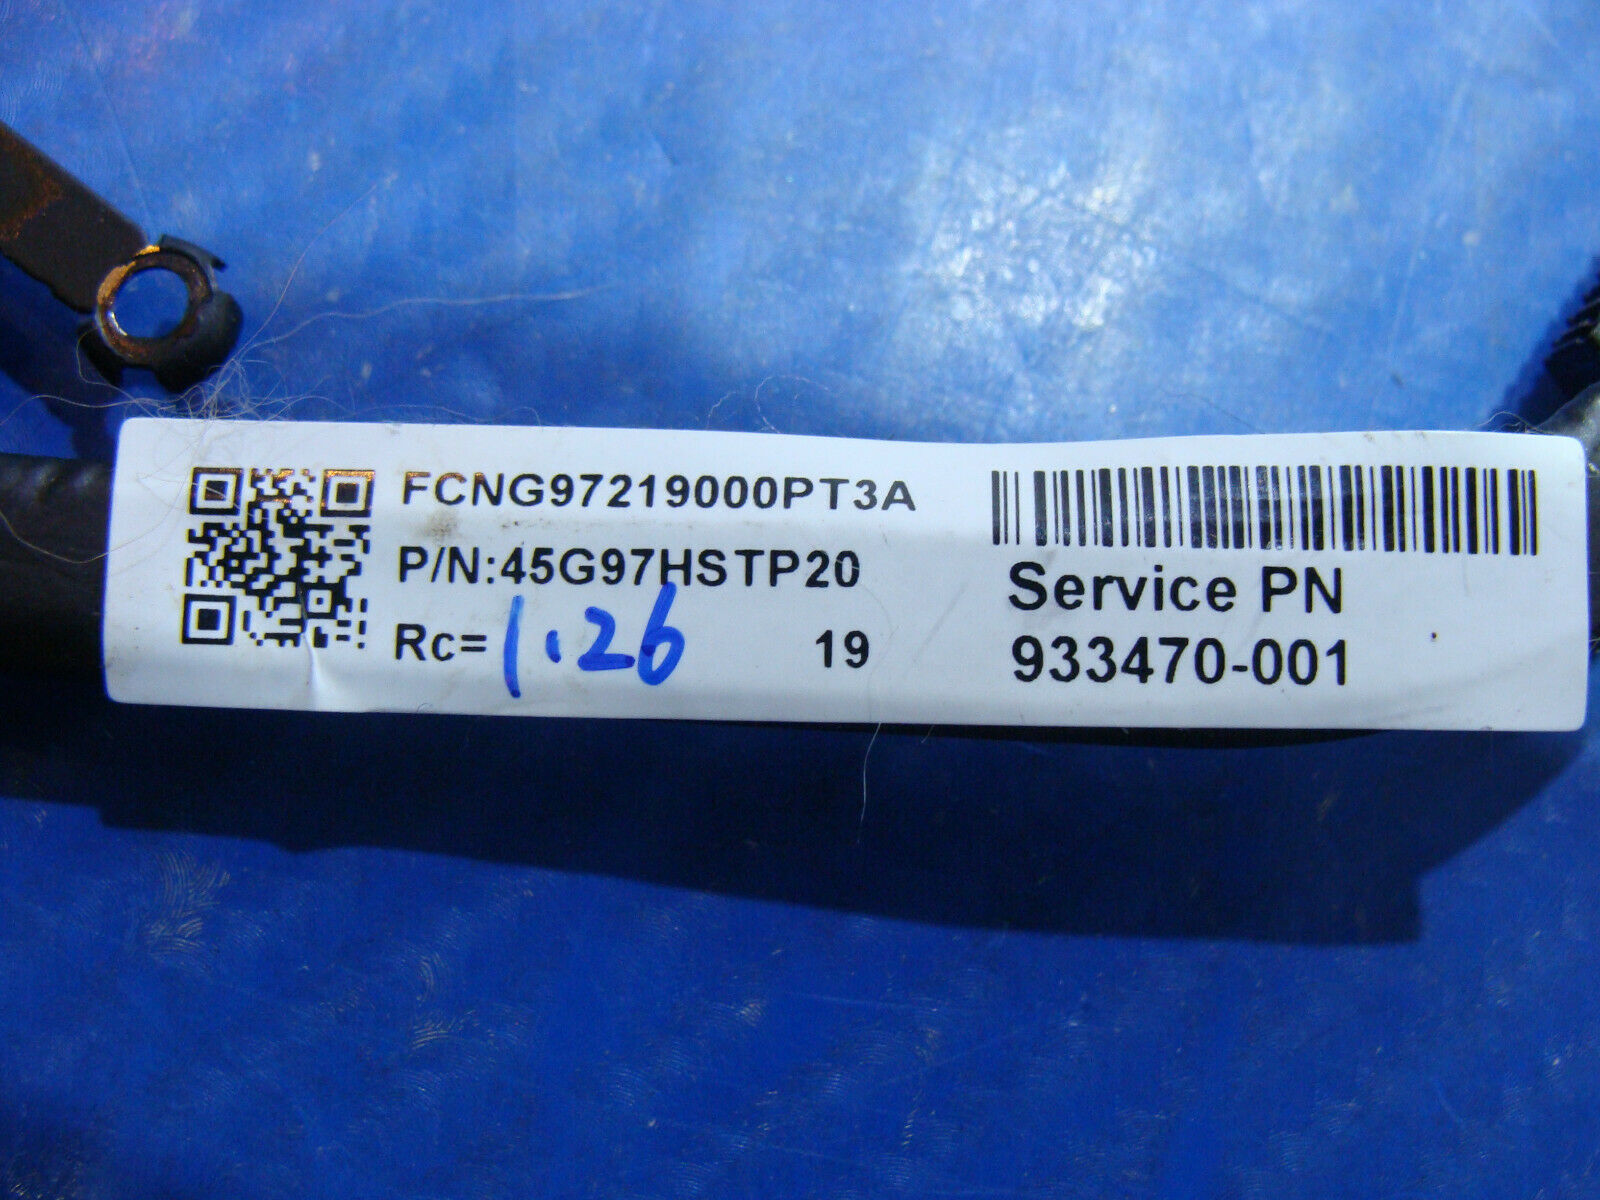 FCNG97219000PT3A
P/N:45G97HSTP20
Rc=1.26 19
Service PN
933470-001